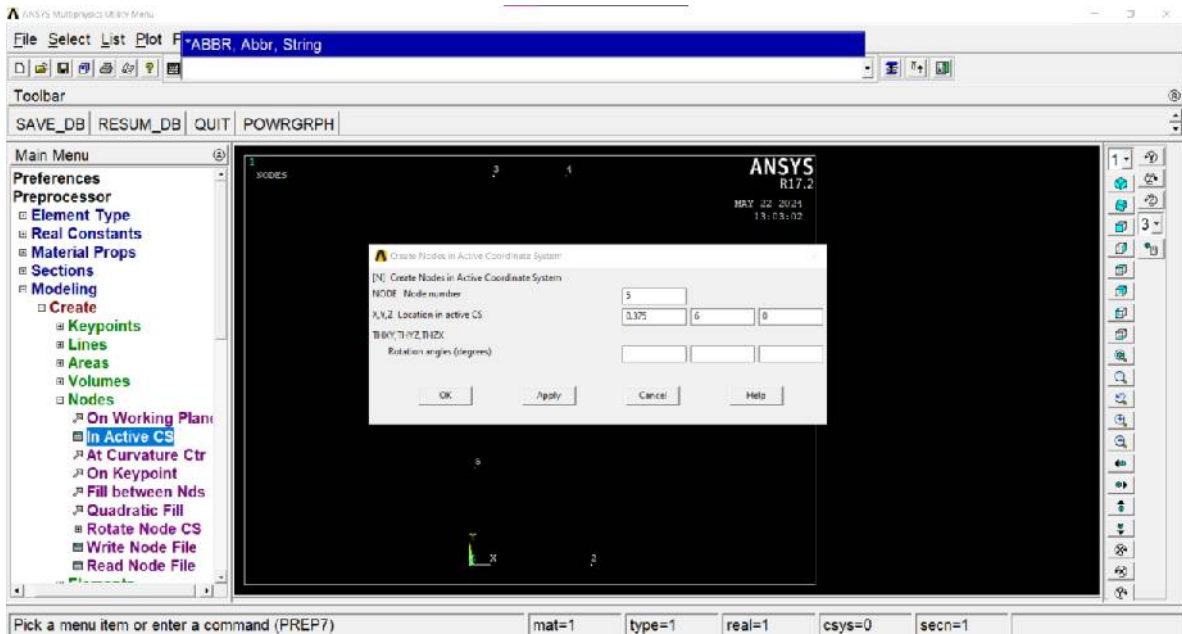 ANSYS Multiphysics Utility Menu
File Select List Plot P
*ABBR, Abbr, String
Toolbar
SAVE_DB RESUM_DB QUIT POWRGRPH
Main Menu
Preferences
Preprocessor
Element Type
Real Constants
Material Props
Sections
Modeling
Create
Keypoints
Lines
Areas
Volumes
Nodes
On Working Plane
In Active CS
At Curvature Ctr
On Keypoint
Fill between Nds
Quadratic Fill
Rotate Node CS
Write Node File
Read Node File
Elements
1
NODES
3 4
ANSYS
R17.2
MAY 22 2024
13:03:02
Create Nodes in Active Coordinate System
[N] Create Nodes in Active Coordinate System
NODE Node number 5
X,Y,Z Location in active CS 0.375 6 0
THXY,THYZ,THZX
Rotation angles (degrees)
OK Apply Cancel Help
Y
X
2
1
3
Pick a menu item or enter a command (PREP7) mat=1 type=1 real=1 csys=0 secn=1